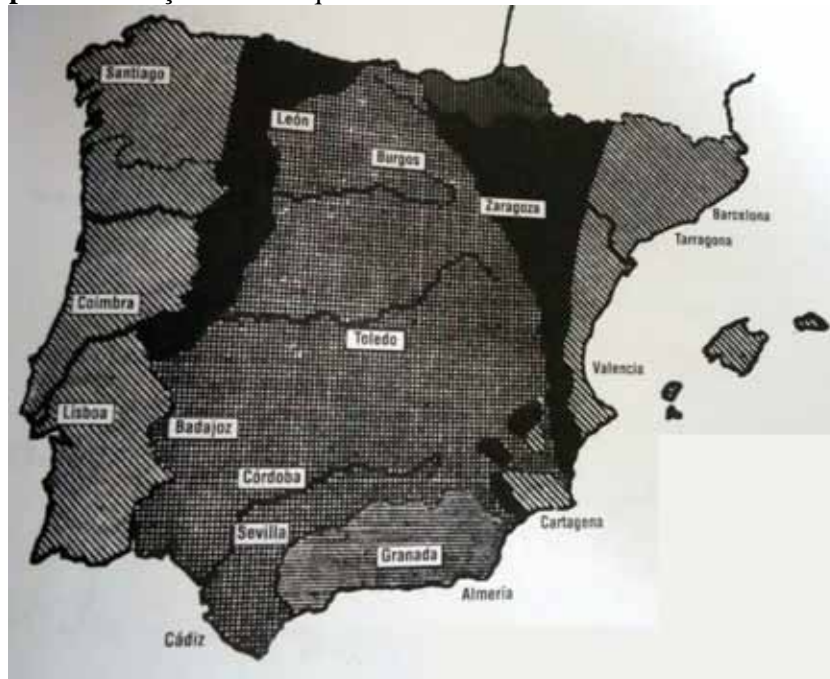 Santiago
León
Burgos
Zaragoza
Barcelona
Tarragona
Coimbra
Toledo
Valencia
Lisboa
Badajoz
Córdoba
Sevilla
Cartagena
Granada
Almería
Cádiz